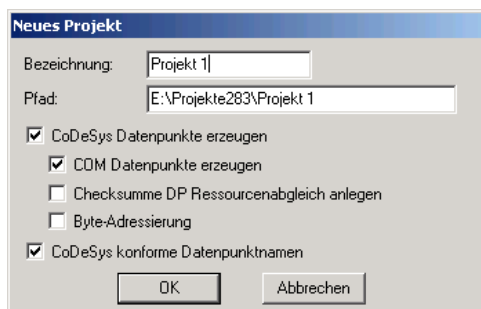 Neues Projekt
Bezeichnung: Projekt 1
Pfad: E:\Projekte283\Projekt 1
CoDeSys Datenpunkte erzeugen
COM Datenpunkte erzeugen
Checksumme DP Ressourcenabgleich anlegen
Byte-Adressierung
CoDeSys konforme Datenpunktnamen
OK Abbrechen